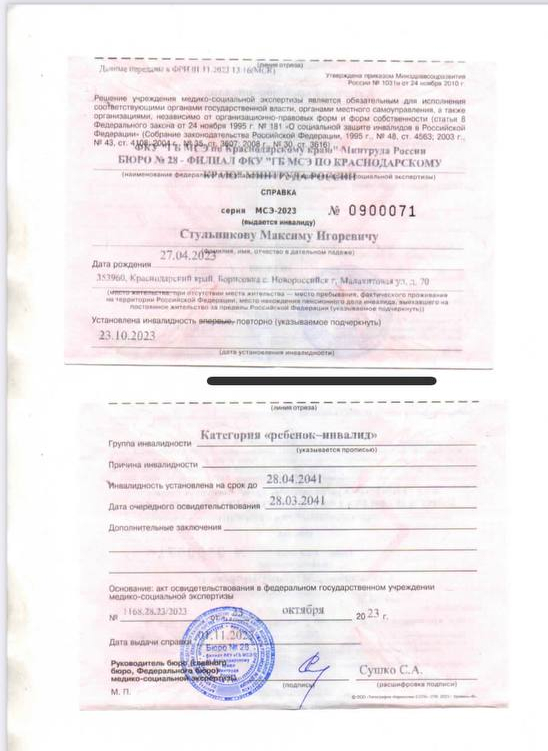 (линия отреза)
Данные переданы в ФРИ 01.11.2023 13:16(МСК)
Утверждена приказом Минздравсоцразвития
России № 1031н от 24 ноября 2010 г.
Решение учреждения медико-социальной экспертизы является обязательным для исполнения
соответствующими органами государственной власти, органами местного самоуправления, а также
организациями, независимо от организационно-правовых форм и форм собственности (статья 8
Федерального закона от 24 ноября 1995 г. № 181 «О социальной защите инвалидов в Российской
Федерации» (Собрание законодательства Российской Федерации, 1995 г., № 48, ст. 4563; 2003 г.,
№ 43, ст. 4108; 2004 г., № 35, ст. 3607; 2008 г., № 30, ст. 3616)
ФКУ "ГБ МСЭ по Краснодарскому краю" Минтруда России
БЮРО № 28 - ФИЛИАЛ ФКУ "ГБ МСЭ ПО КРАСНОДАРСКОМУ
КРАЮ" МИНТРУДА РОССИИ
СПРАВКА
серия МСЭ-2023 № 0900071
(выдается инвалиду)
Стульникову Максиму Игоревичу
(фамилия, имя, отчество в дательном падеже)
Дата рождения 27.04.2023
353960, Краснодарский край, Борисовка с. Новороссийск г, Малахитовая ул, д. 70
(место жительства, при отсутствии места жительства — место пребывания, фактического проживания
на территории Российской Федерации, место нахождения пенсионного дела инвалида, выехавшего на
постоянное жительство за пределы Российской Федерации (указываемое подчеркнуть))
Установлена инвалидность впервые, повторно (указываемое подчеркнуть)
23.10.2023
(дата установления инвалидности)
(линия отреза)
Группа инвалидности Категория «ребенок–инвалид»
(указывается прописью)
Причина инвалидности
Инвалидность установлена на срок до 28.04.2041
Дата очередного освидетельствования 28.03.2041
Дополнительные заключения
Основание: акт освидетельствования в федеральном государственном учреждении
медико-социальной экспертизы
№ 1168.28.23/2023 от 23 октября 2023 г.
Дата выдачи справки 01.11.2023
Бюро № 28
Руководитель бюро (главного
бюро, Федерального бюро)
медико-социальной экспертизы
Сушко С.А.
(подпись) (расшифровка подписи)
М. П.